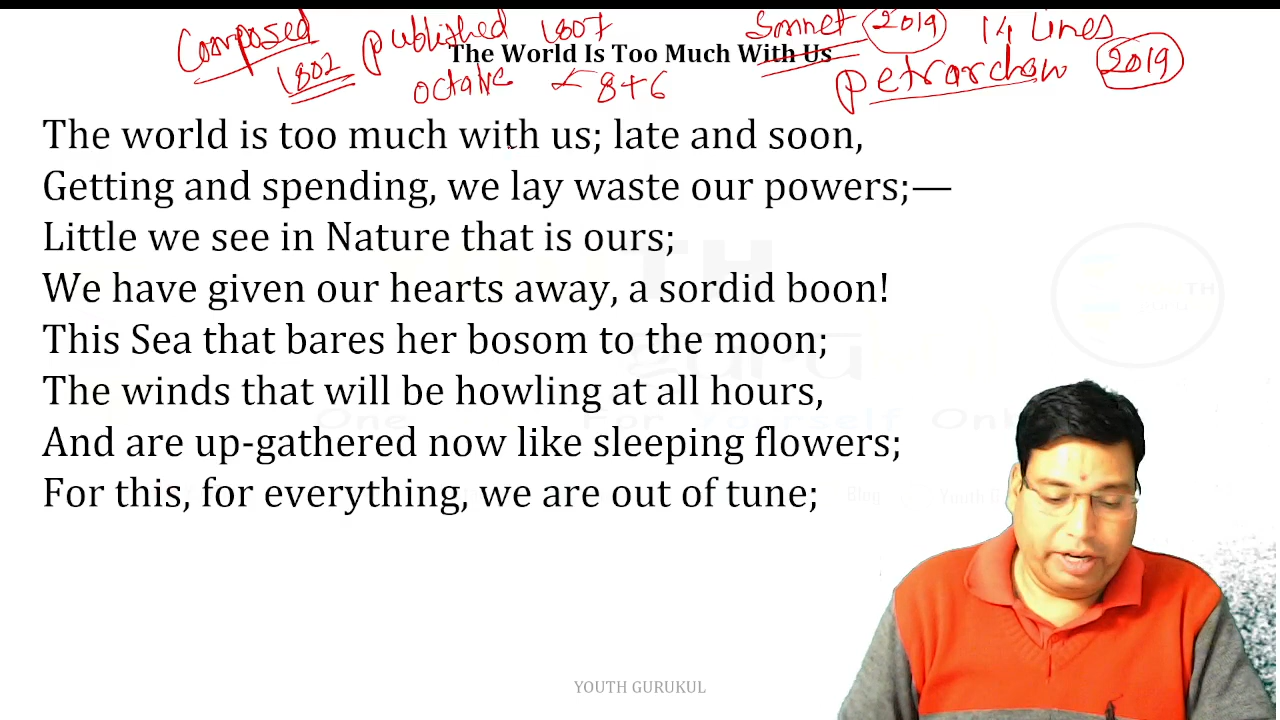 Composed published 1807 Sonnet 2019 14 Lines
The World Is Too Much With Us
1802 octave 8+6 petrarchan 2019
The world is too much with us; late and soon,
Getting and spending, we lay waste our powers;—
Little we see in Nature that is ours;
We have given our hearts away, a sordid boon!
This Sea that bares her bosom to the moon;
The winds that will be howling at all hours,
And are up-gathered now like sleeping flowers;
For this, for everything, we are out of tune;
YOUTH GURUKUL